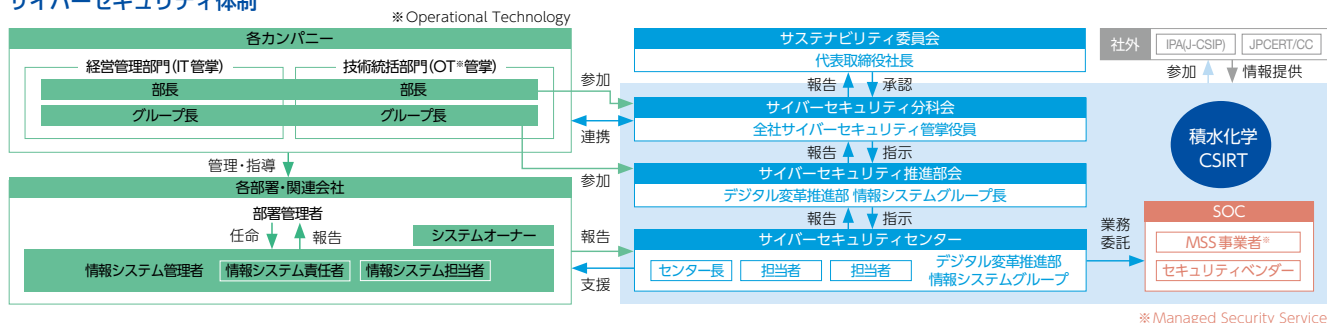 サイバーセキュリティ体制
※Operational Technology
各カンパニー
経営管理部門(IT管掌)
技術統括部門(OT※管掌)
部長
部長
グループ長
グループ長
管理・指導
各部署・関連会社
部署管理者
任命
報告
システムオーナー
情報システム管理者
情報システム責任者
情報システム担当者
参加
連携
参加
報告
支援
サステナビリティ委員会
代表取締役社長
報告
承認
サイバーセキュリティ分科会
全社サイバーセキュリティ管掌役員
報告
指示
サイバーセキュリティ推進部会
デジタル変革推進部 情報システムグループ長
報告
指示
サイバーセキュリティセンター
センター長
担当者
担当者
デジタル変革推進部
情報システムグループ
業務
委託
社外
IPA(J-CSIP)
JPCERT/CC
参加
情報提供
積水化学
CSIRT
SOC
MSS事業者※
セキュリティベンダー
※Managed Security Service